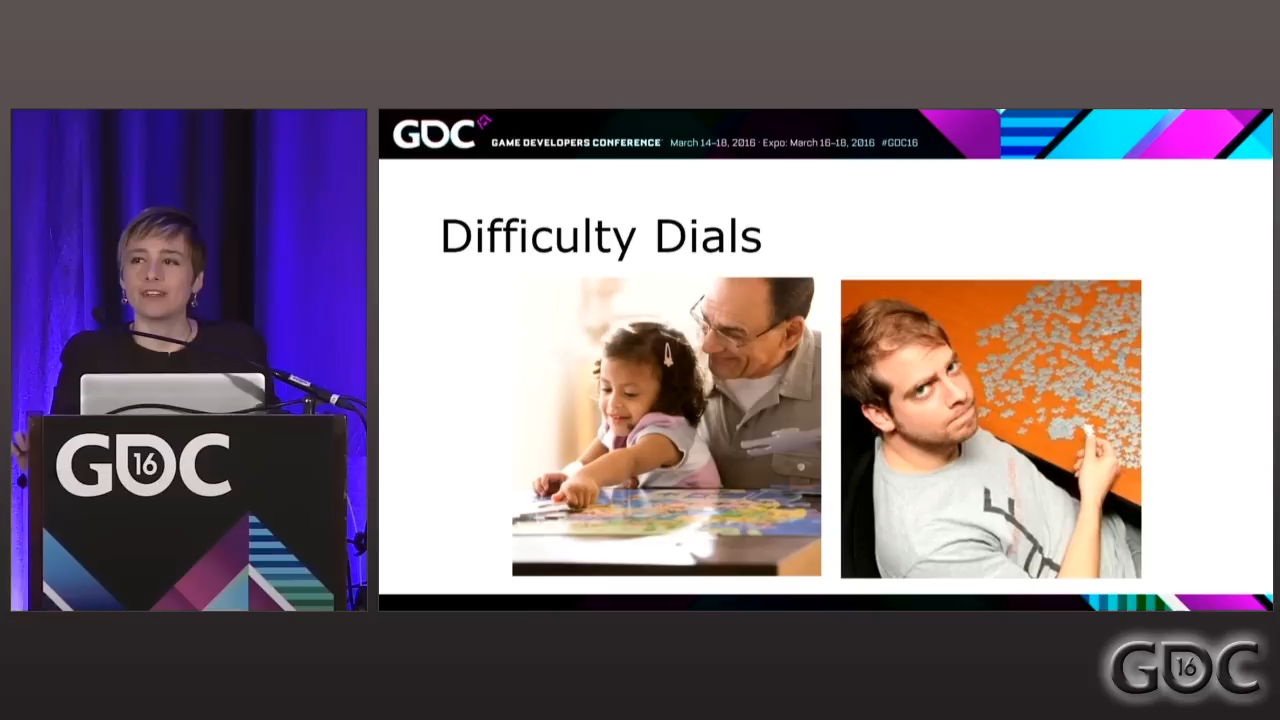 GDC
GAME DEVELOPERS CONFERENCE March 14–18, 2016 · Expo: March 16–18, 2016 #GDC16
Difficulty Dials
GDC
16
GDC
16